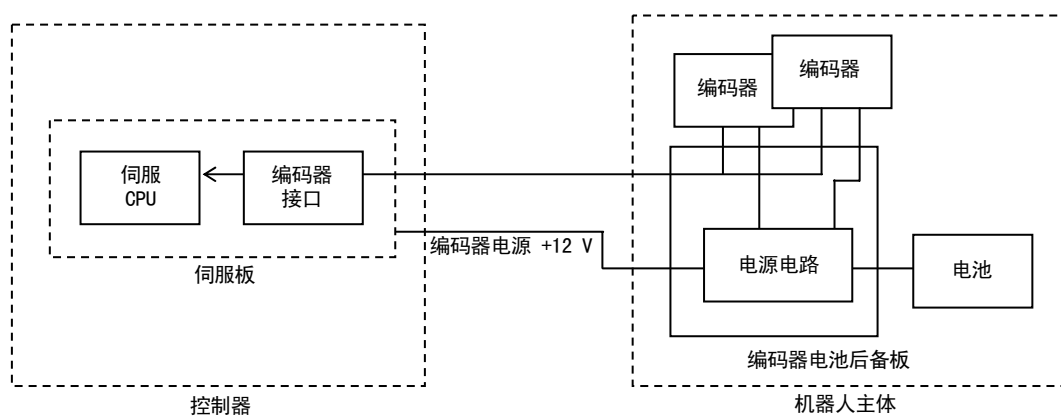 编码器
编码器
伺服
CPU
编码器
接口
编码器电源 +12 V
伺服板
电源电路
电池
编码器电池后备板
控制器
机器人主体